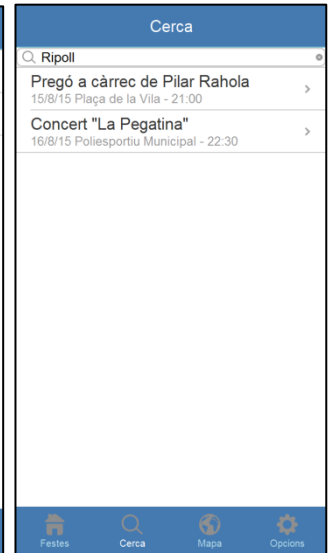 Cerca
Ripoll
Pregó a càrrec de Pilar Rahola
15/8/15 Plaça de la Vila - 21:00
Concert "La Pegatina"
16/8/15 Poliesportiu Municipal - 22:30
Festes Cerca Mapa Opcions